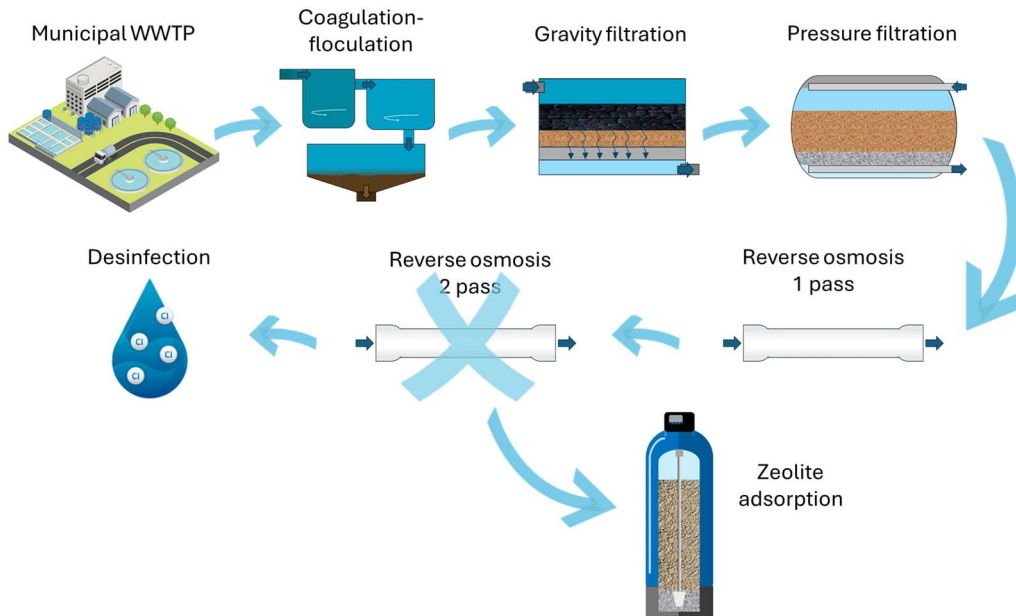 Municipal WWTP
Coagulation-
floculation
Gravity filtration
Pressure filtration
Desinfection
Reverse osmosis
2 pass
Reverse osmosis
1 pass
Cl
Cl
Cl
Cl
Zeolite
adsorption